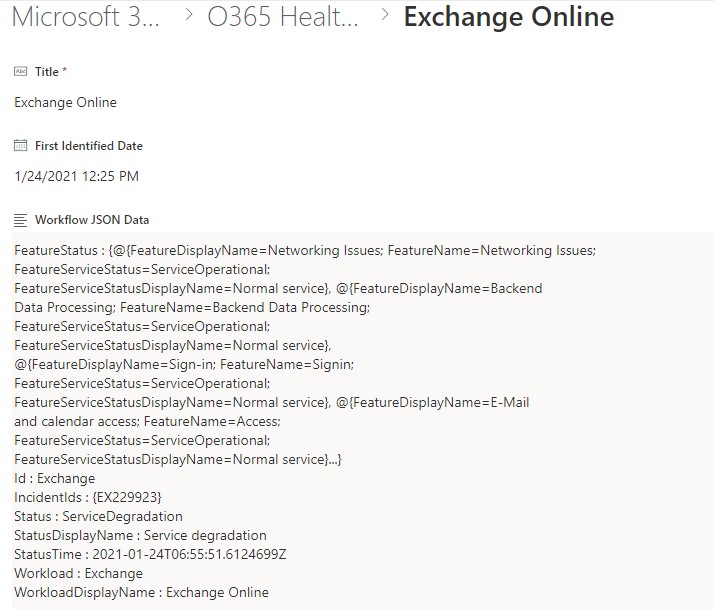 Microsoft 3... > O365 Healt... > Exchange Online
Abc Title *
Exchange Online
First Identified Date
1/24/2021 12:25 PM
Workflow JSON Data
FeatureStatus : {@{FeatureDisplayName=Networking Issues; FeatureName=Networking Issues;
FeatureServiceStatus=ServiceOperational;
FeatureServiceStatusDisplayName=Normal service}, @{FeatureDisplayName=Backend
Data Processing; FeatureName=Backend Data Processing;
FeatureServiceStatus=ServiceOperational;
FeatureServiceStatusDisplayName=Normal service},
@{FeatureDisplayName=Sign-in; FeatureName=Signin;
FeatureServiceStatus=ServiceOperational;
FeatureServiceStatusDisplayName=Normal service}, @{FeatureDisplayName=E-Mail
and calendar access; FeatureName=Access;
FeatureServiceStatus=ServiceOperational;
FeatureServiceStatusDisplayName=Normal service}...}
Id : Exchange
IncidentIds : {EX229923}
Status : ServiceDegradation
StatusDisplayName : Service degradation
StatusTime : 2021-01-24T06:55:51.6124699Z
Workload : Exchange
WorkloadDisplayName : Exchange Online